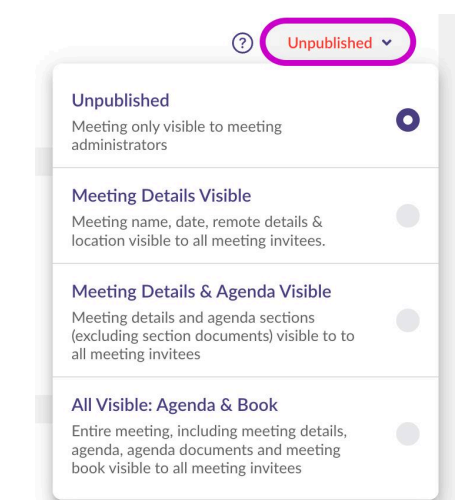 ? Unpublished
Unpublished
Meeting only visible to meeting
administrators
Meeting Details Visible
Meeting name, date, remote details &
location visible to all meeting invitees.
Meeting Details & Agenda Visible
Meeting details and agenda sections
(excluding section documents) visible to to
all meeting invitees
All Visible: Agenda & Book
Entire meeting, including meeting details,
agenda, agenda documents and meeting
book visible to all meeting invitees